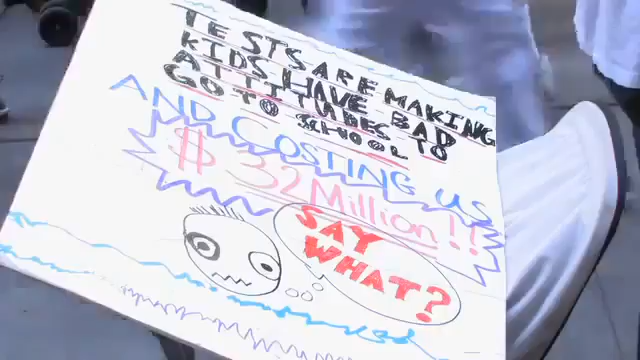 TESTS ARE MAKING
KIDS HAVE BAD
ATTITUDES TO
GO TO SCHOOL
AND COSTING US
$32 Million!!
SAY
WHAT?